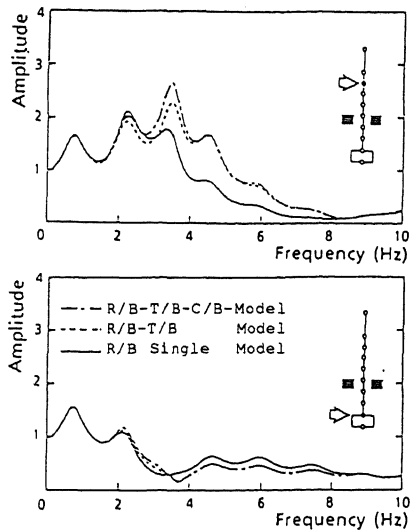 4
3
2
1
0
Amplitude
2
4
6
8
10
Frequency (Hz)
4
3
2
1
0
Amplitude
R/B-T/B-C/B-Model
R/B-T/B Model
R/B Single Model
2
4
6
8
10
Frequency (Hz)